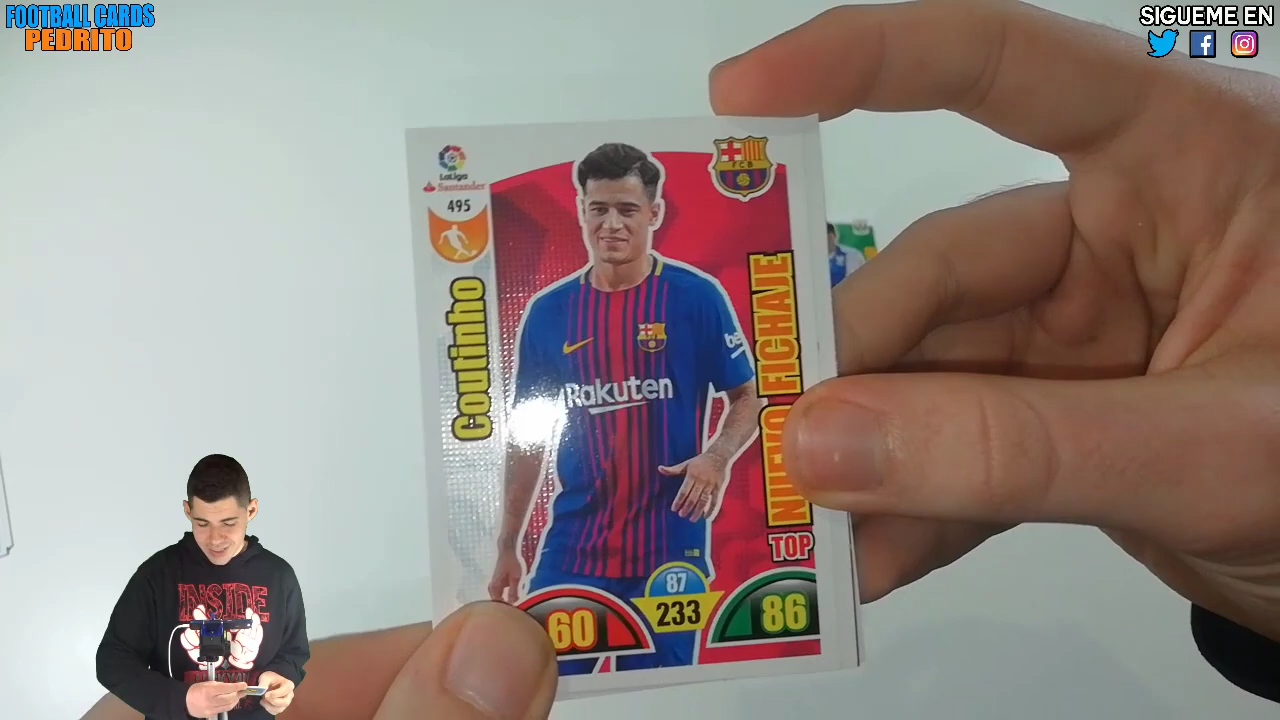 FOOTBALL CARDS
PEDRITO
SIGUEME EN
LaLiga
Santander
495
Coutinho
FCB
NUEVO FICHAJE
TOP
Rakuten
be
87
60
233
86
INSIDE